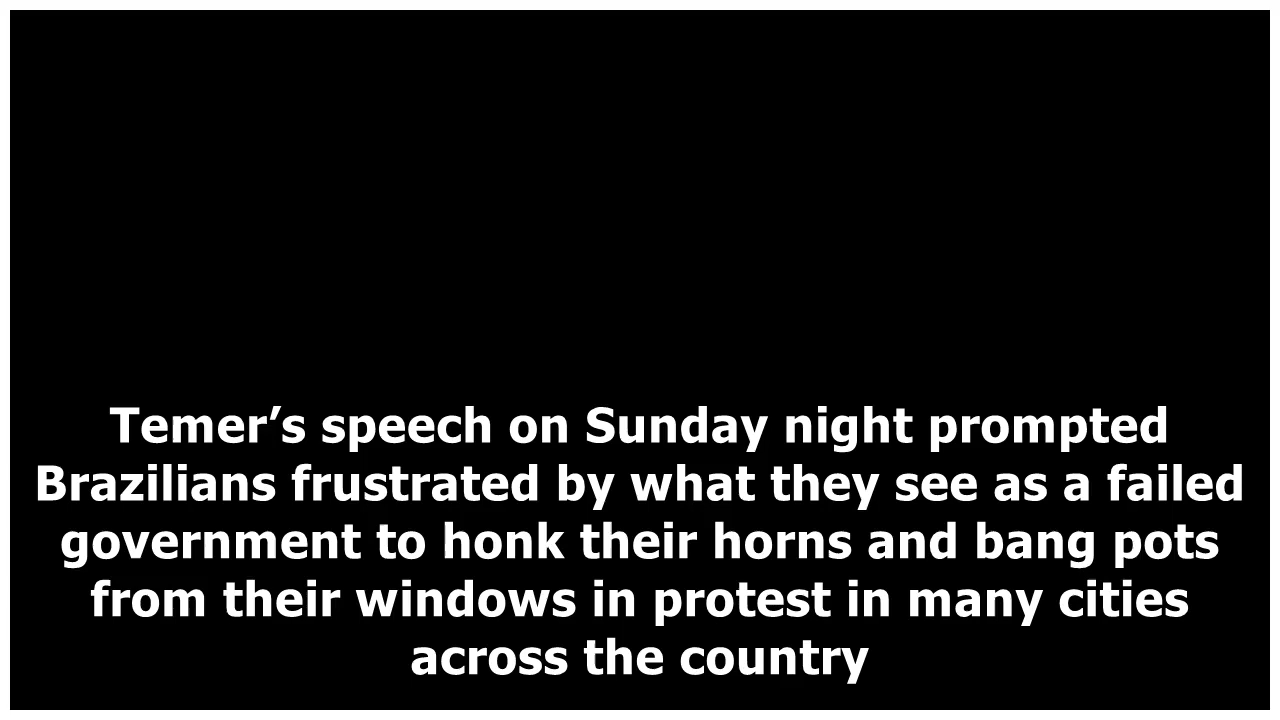 Temer’s speech on Sunday night prompted
Brazilians frustrated by what they see as a failed
government to honk their horns and bang pots
from their windows in protest in many cities
across the country